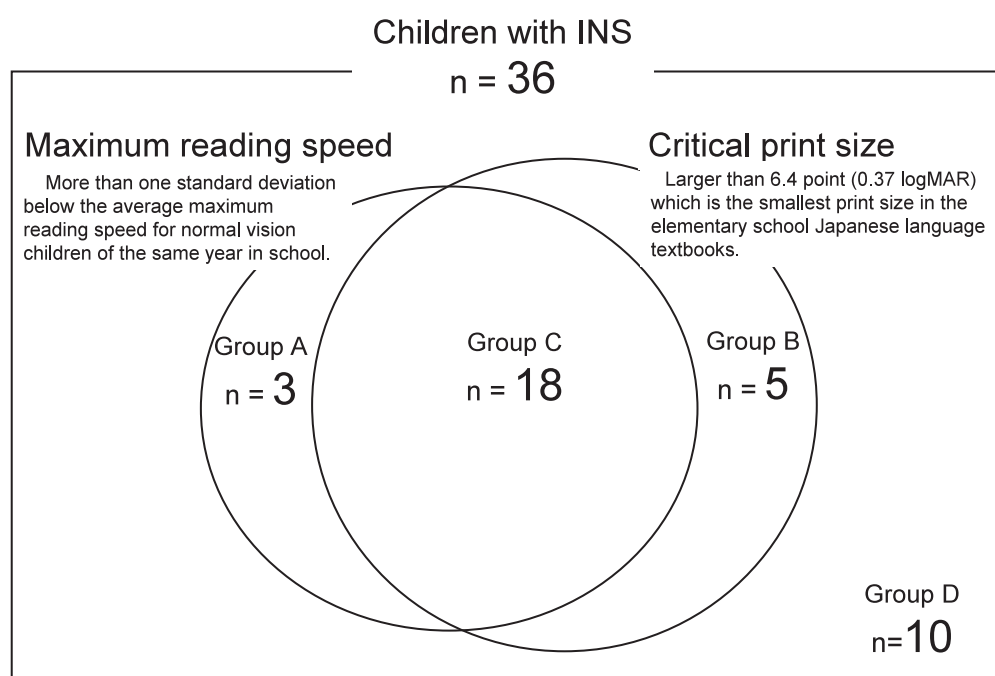 Children with INS
n = 36
Maximum reading speed
More than one standard deviation
below the average maximum
reading speed for normal vision
children of the same year in school.
Critical print size
Larger than 6.4 point (0.37 logMAR)
which is the smallest print size in the
elementary school Japanese language
textbooks.
Group A
n = 3
Group C
n = 18
Group B
n = 5
Group D
n=10